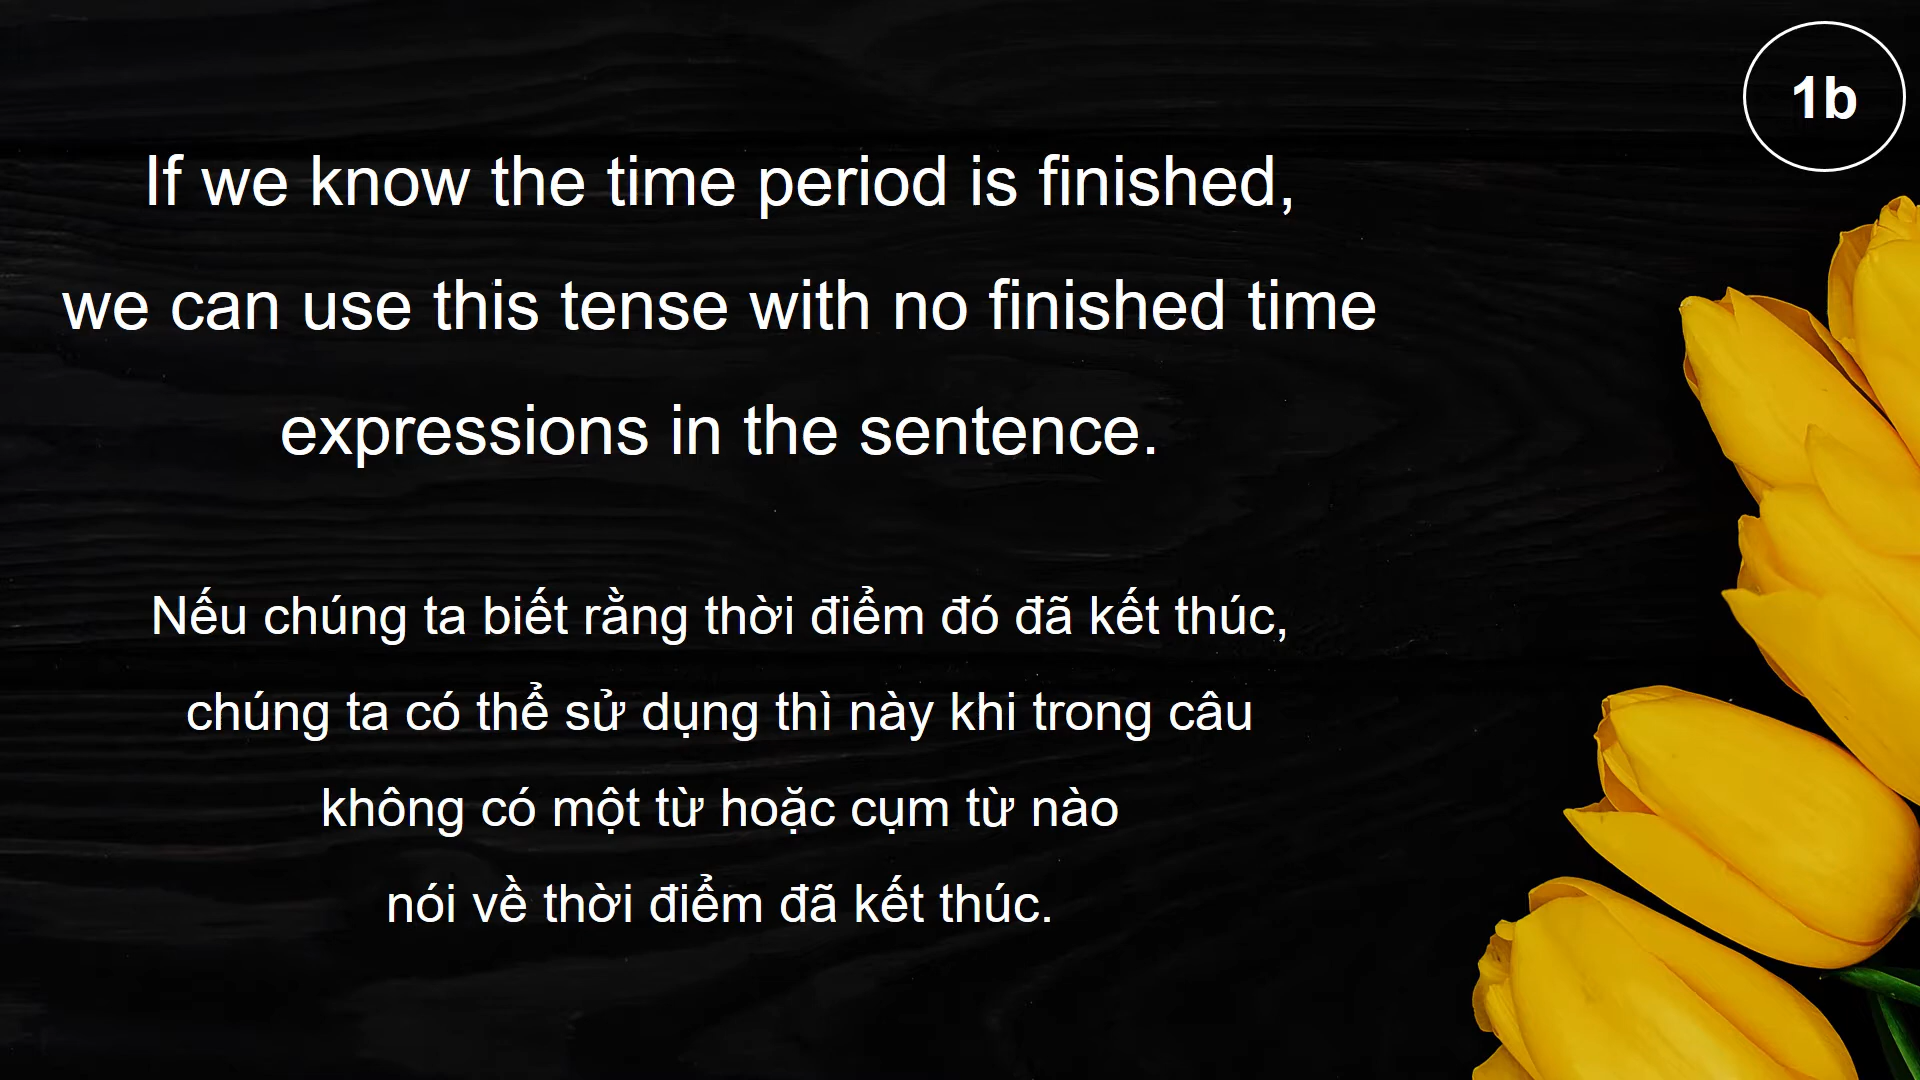 1b
If we know the time period is finished,
we can use this tense with no finished time
expressions in the sentence.
Nếu chúng ta biết rằng thời điểm đó đã kết thúc,
chúng ta có thể sử dụng thì này khi trong câu
không có một từ hoặc cụm từ nào
nói về thời điểm đã kết thúc.